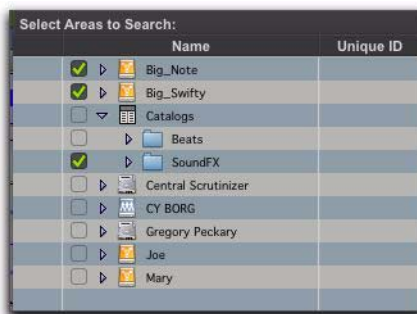 Select Areas to Search:
Name Unique ID
Big_Note
Big_Swifty
Catalogs
Beats
SoundFX
Central Scrutinizer
CY BORG
Gregory Peckary
Joe
Mary